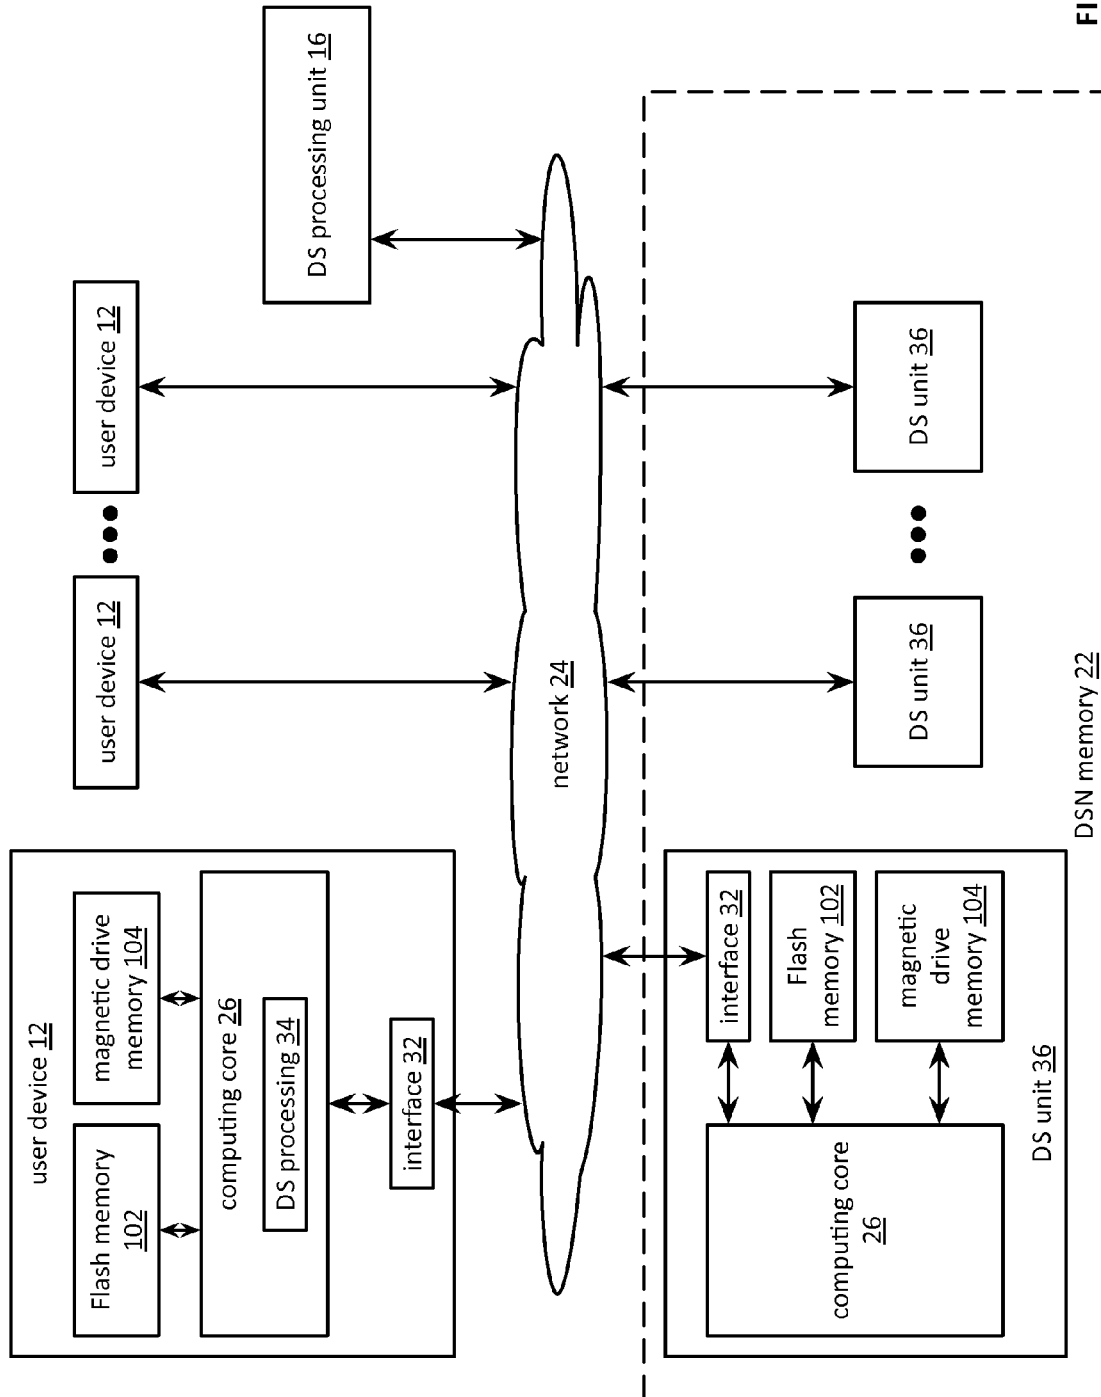 user device 12
Flash memory
102
magnetic drive
memory 104
computing core 26
DS processing 34
interface 32
user device 12
user device 12
DS processing unit 16
network 24
computing core
26
interface 32
Flash
memory 102
magnetic
drive
memory 104
DS unit 36
DS unit 36
DS unit 36
DSN memory 22
FI